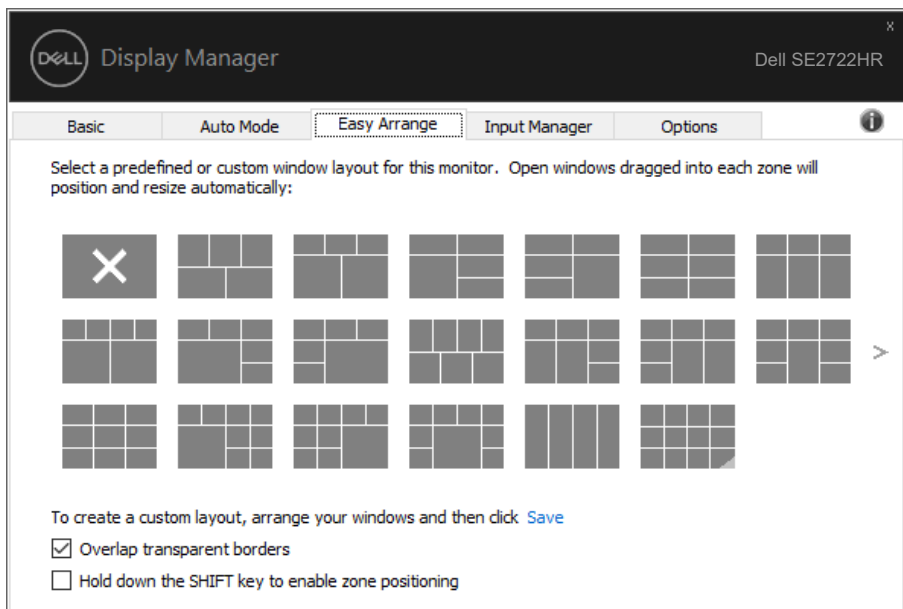 x
DELL Display Manager
Dell SE2722HR
Basic Auto Mode Easy Arrange Input Manager Options
Select a predefined or custom window layout for this monitor. Open windows dragged into each zone will
position and resize automatically:
To create a custom layout, arrange your windows and then click Save
Overlap transparent borders
Hold down the SHIFT key to enable zone positioning